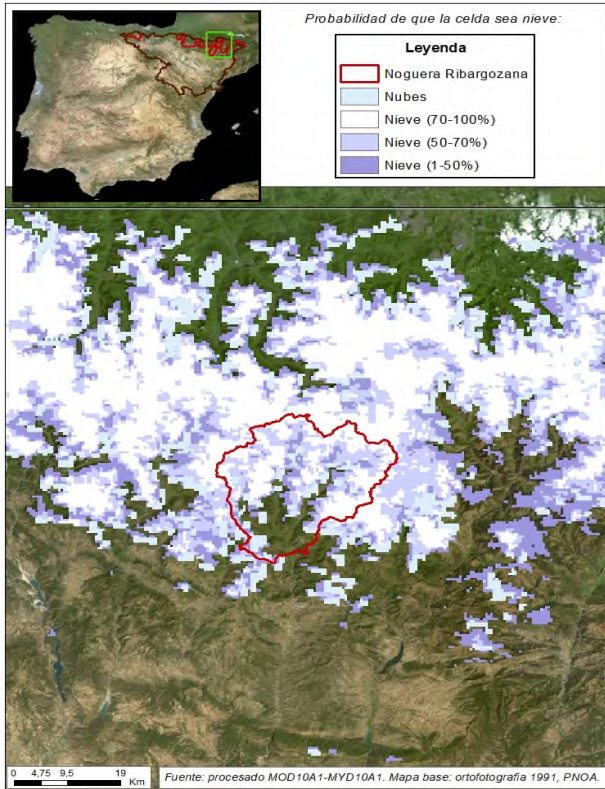 Probabilidad de que la celda sea nieve:
Leyenda
Noguera Ribargozana
Nubes
Nieve (70-100%)
Nieve (50-70%)
Nieve (1-50%)
0 4,75 9,5 19
Km
Fuente: procesado MOD10A1-MYD10A1. Mapa base: ortofotografía 1991, PNOA.